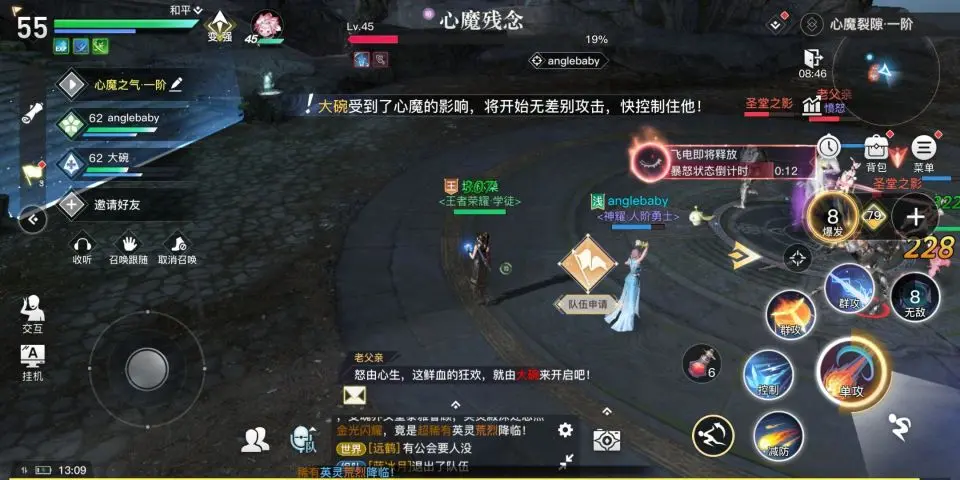 55
和平
变强
45
Lv.45
心魔残念
19%
anglebaby
心魔裂隙·一阶
08:46
EXP
心魔之气·一阶
62 anglebaby
62 大碗
邀请好友
3
收听
召唤跟随
取消召唤
！大碗受到了心魔的影响，将开始无差别攻击，快控制住他！
圣堂之影
老父亲
愤怒
飞电即将释放
暴怒状态倒计时
0:12
背包
菜单
圣堂之影
王
<王者荣耀·学徒>
浅 anglebaby
<神耀·人阶勇士>
8
爆发
79
228
队伍申请
群攻
群攻
8
无敌
6
控制
单攻
减防
交互
A
挂机
老父亲
怒由心生，这鲜血的狂欢，就由大碗来开启吧！
队
金光闪耀，竟是超稀有英灵荒烈降临！
世界 [远鹤]有公会要人没
退出了队伍
稀有英灵荒烈降临！
13:09